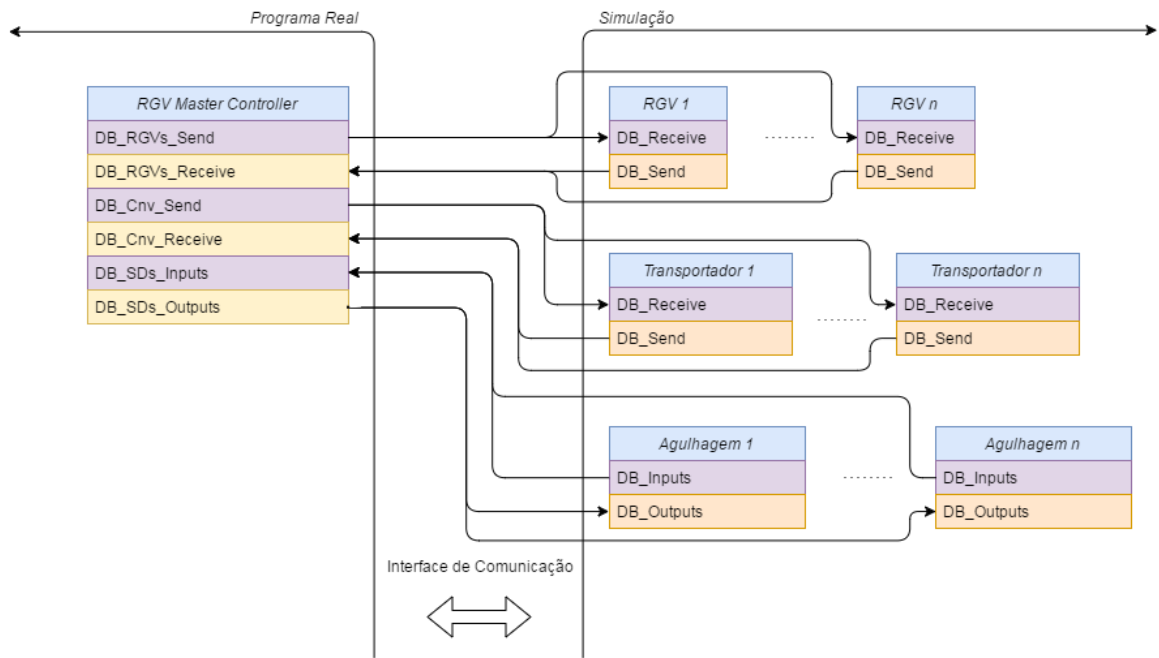 Programa Real
Simulação
RGV Master Controller
DB_RGVs_Send
DB_RGVs_Receive
DB_Cnv_Send
DB_Cnv_Receive
DB_SDs_Inputs
DB_SDs_Outputs
RGV 1
DB_Receive
DB_Send
RGV n
DB_Receive
DB_Send
Transportador 1
DB_Receive
DB_Send
Transportador n
DB_Receive
DB_Send
Agulhagem 1
DB_Inputs
DB_Outputs
Agulhagem n
DB_Inputs
DB_Outputs
Interface de Comunicação